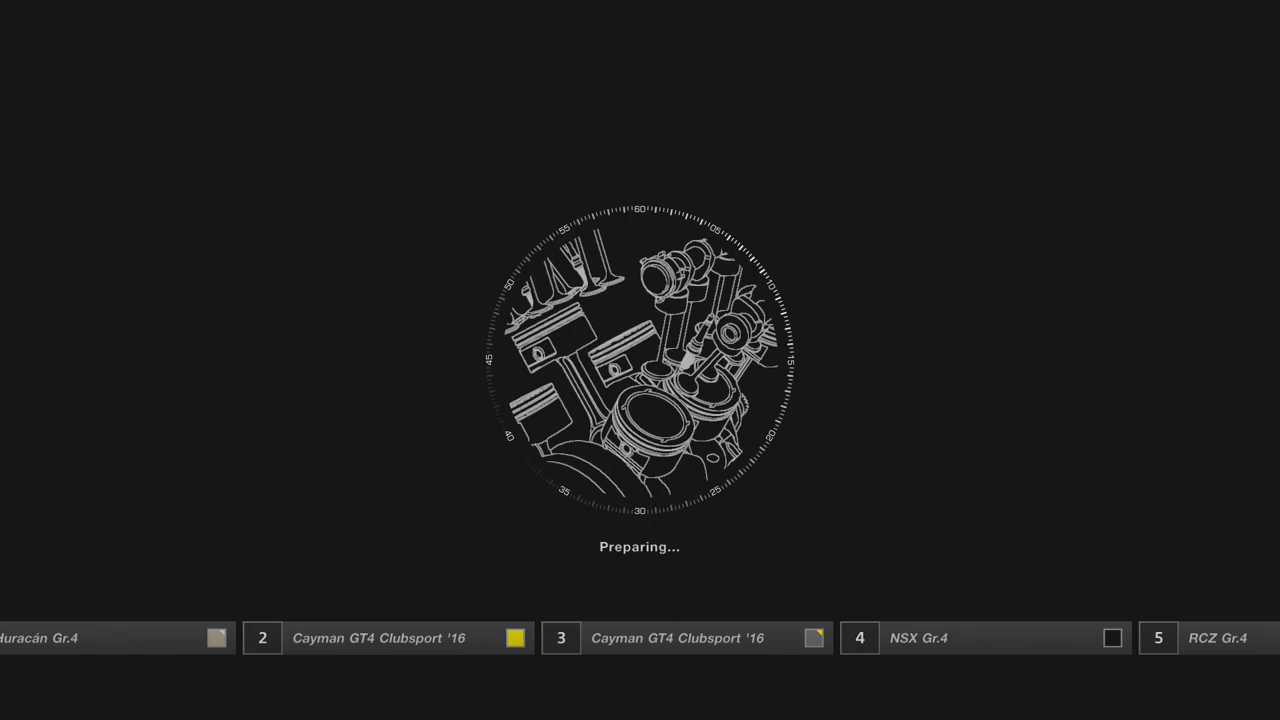 60
55
05
50
10
45
15
40
20
35
25
30
Preparing...
Huracán Gr.4
2 Cayman GT4 Clubsport '16
3 Cayman GT4 Clubsport '16
4 NSX Gr.4
5 RCZ Gr.4